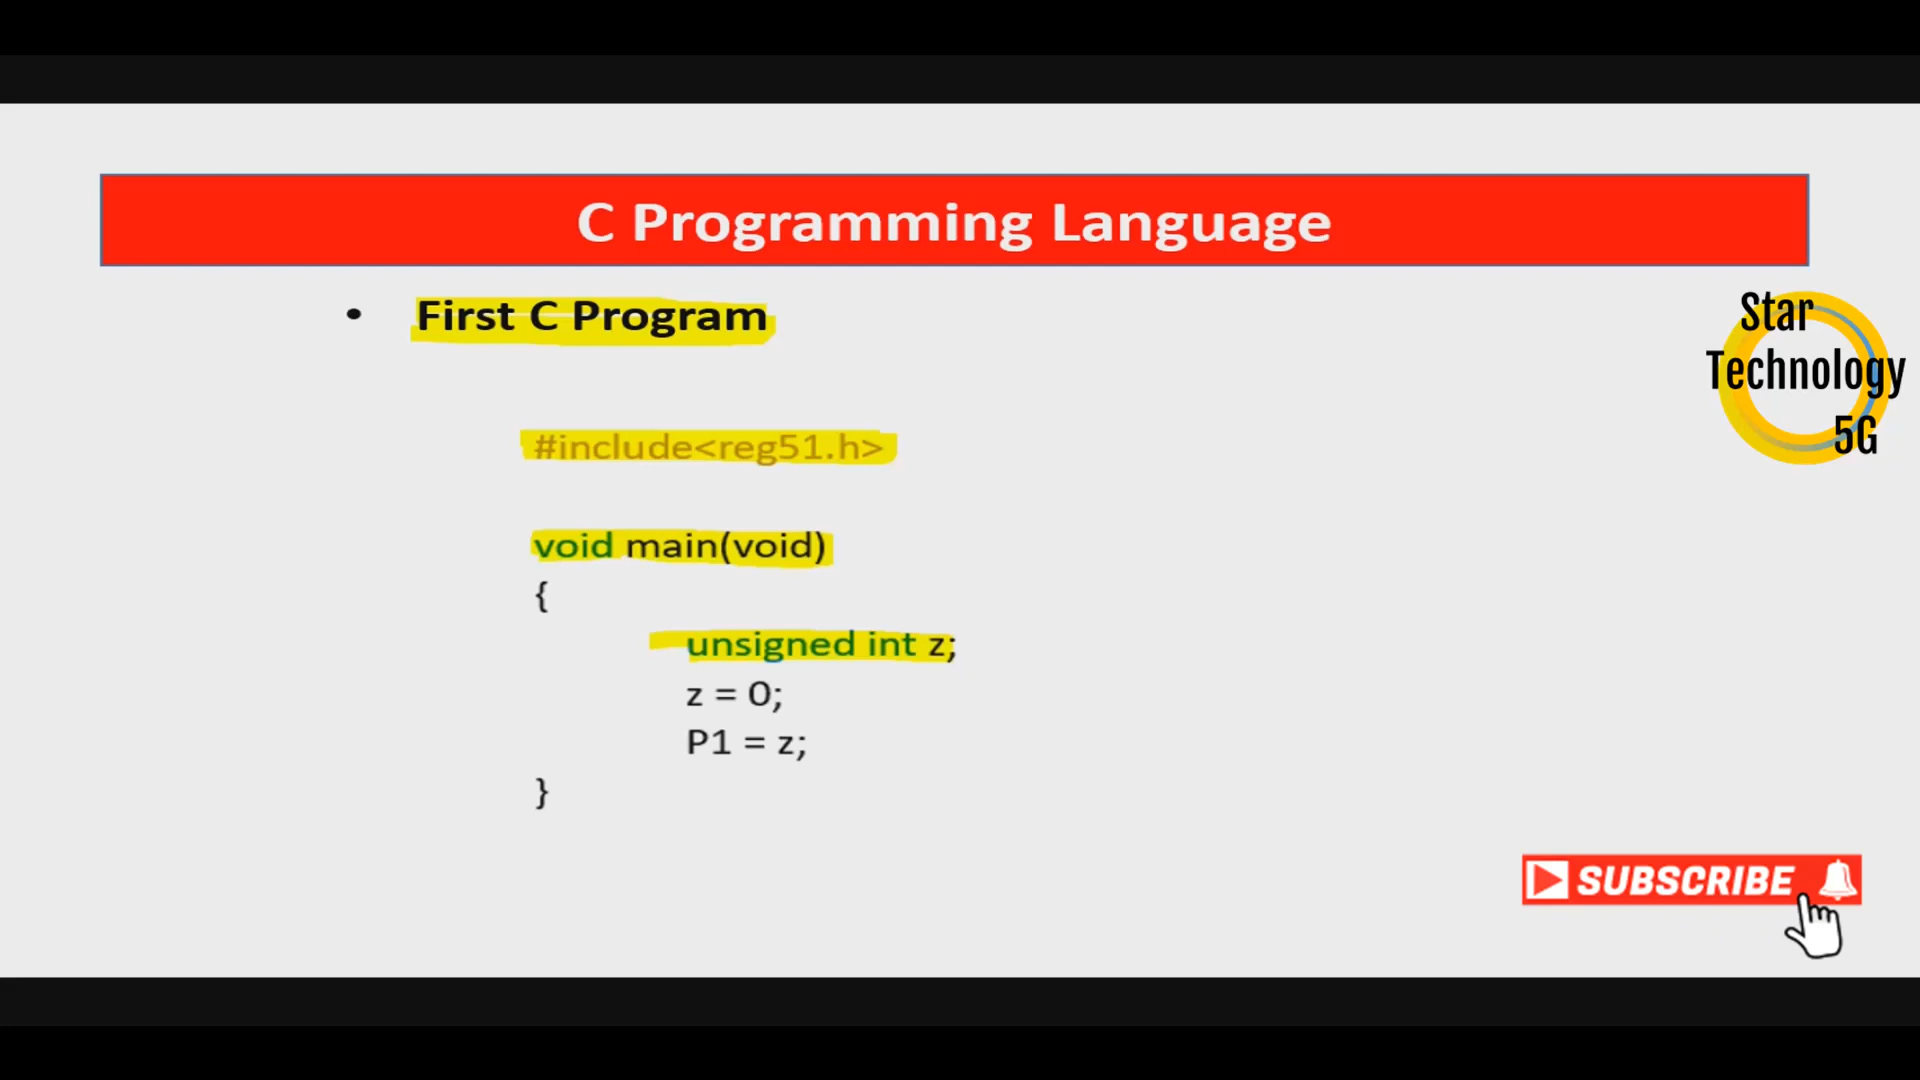 C Programming Language
• First C Program
Star
Technology
5G
#include<reg51.h>
void main(void)
{
unsigned int z;
z = 0;
P1 = z;
}
SUBSCRIBE